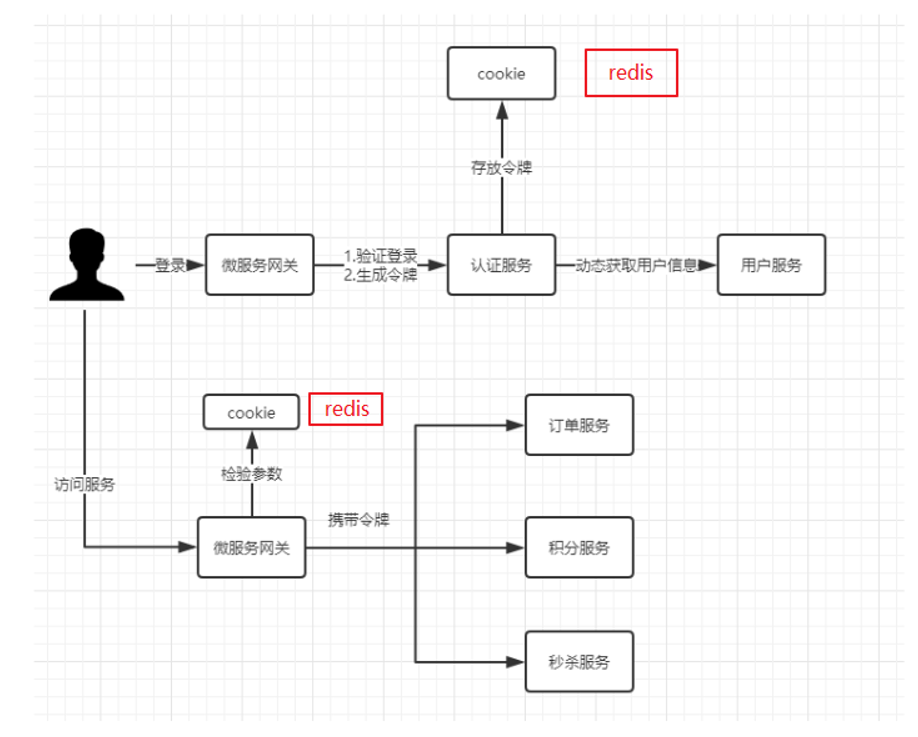 cookie
redis
存放令牌
登录
微服务网关
1.验证登录
2.生成令牌
认证服务
动态获取用户信息
用户服务
cookie
redis
订单服务
检验参数
访问服务
携带令牌
微服务网关
积分服务
秒杀服务